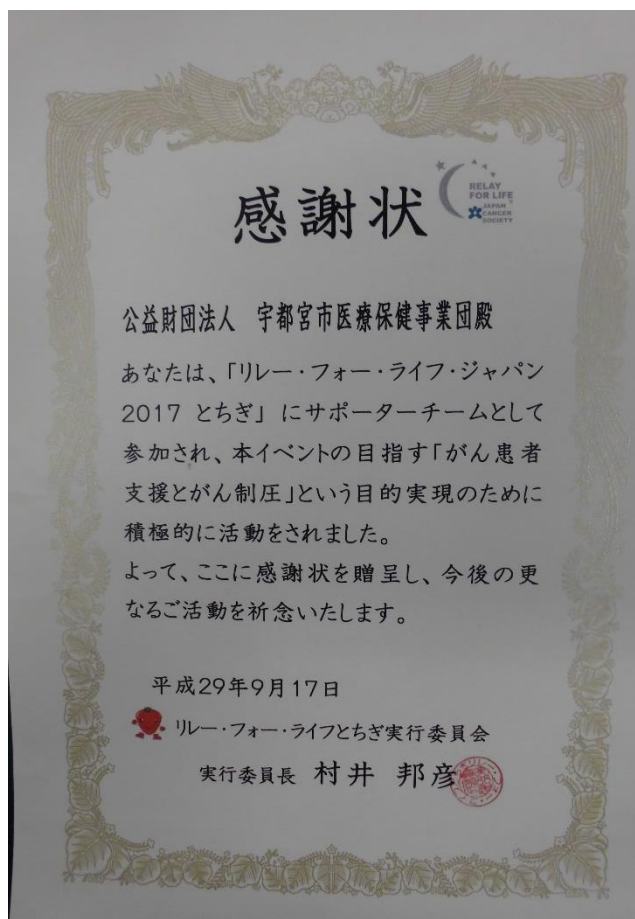 感謝状
RELAY
FOR LIFE
JAPAN
CANCER
SOCIETY
公益財団法人　宇都宮市医療保健事業団殿
あなたは、「リレー・フォー・ライフ・ジャパン
2017 とちぎ」にサポーターチームとして
参加され、本イベントの目指す「がん患者
支援とがん制圧」という目的実現のために
積極的に活動をされました。
よって、ここに感謝状を贈呈し、今後の更
なるご活動を祈念いたします。
平成29年9月17日
リレー・フォー・ライフとちぎ実行委員会
実行委員長　村井　邦彦